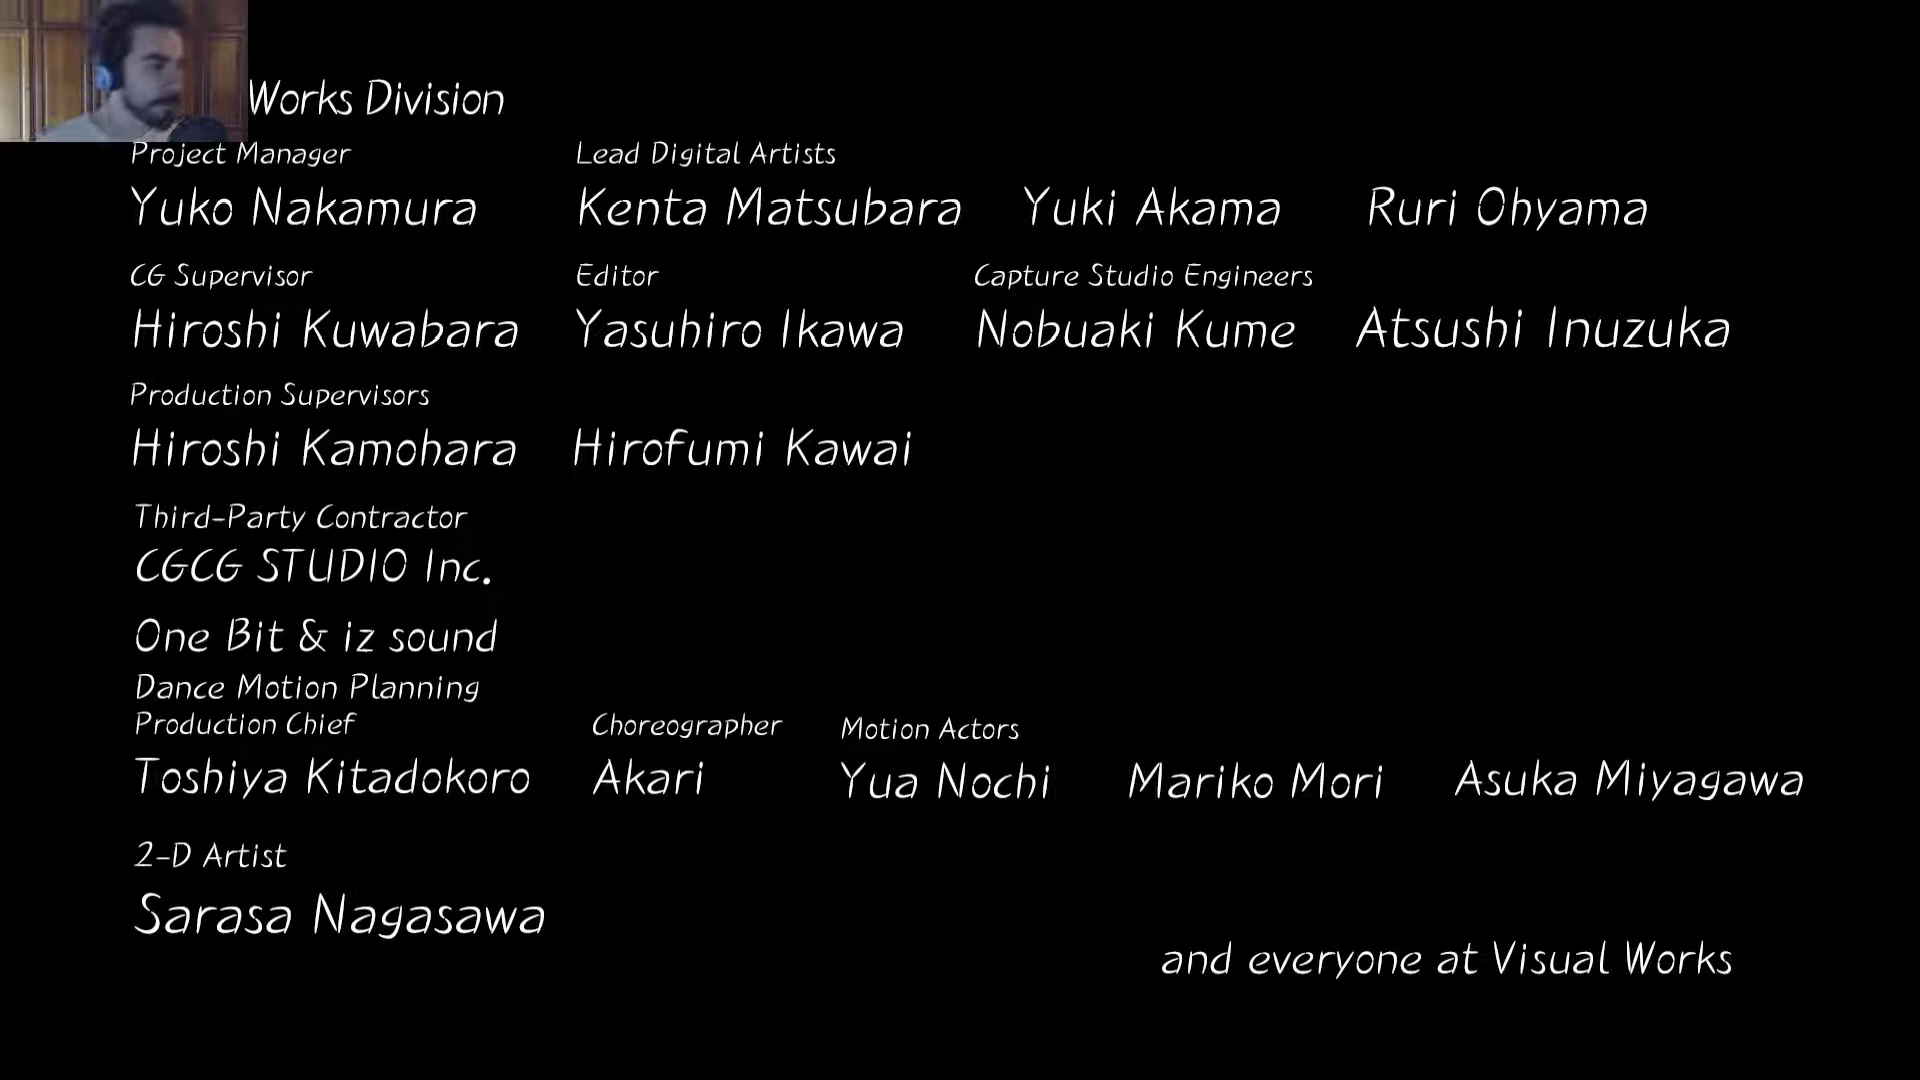 Works Division
Project Manager Lead Digital Artists
Yuko Nakamura Kenta Matsubara Yuki Akama Ruri Ohyama
CG Supervisor Editor Capture Studio Engineers
Hiroshi Kuwabara Yasuhiro Ikawa Nobuaki Kume Atsushi Inuzuka
Production Supervisors
Hiroshi Kamohara Hirofumi Kawai
Third-Party Contractor
CGCG STUDIO Inc.
One Bit & iz sound
Dance Motion Planning
Production Chief Choreographer Motion Actors
Toshiya Kitadokoro Akari Yua Nochi Mariko Mori Asuka Miyagawa
2-D Artist
Sarasa Nagasawa
and everyone at Visual Works